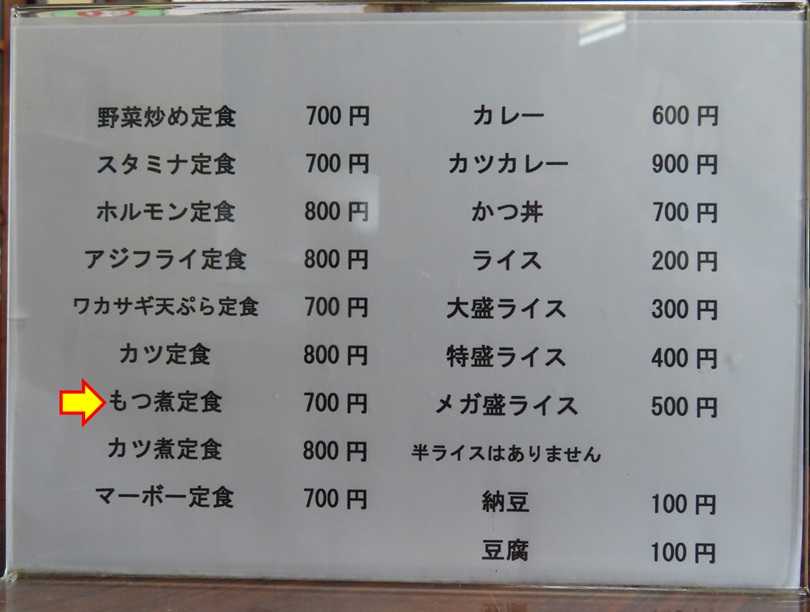 野菜炒め定食 700円
スタミナ定食 700円
ホルモン定食 800円
アジフライ定食 800円
ワカサギ天ぷら定食 700円
カツ定食 800円
もつ煮定食 700円
カツ煮定食 800円
マーボー定食 700円
カレー 600円
カツカレー 900円
かつ丼 700円
ライス 200円
大盛ライス 300円
特盛ライス 400円
メガ盛ライス 500円
半ライスはありません
納豆 100円
豆腐 100円